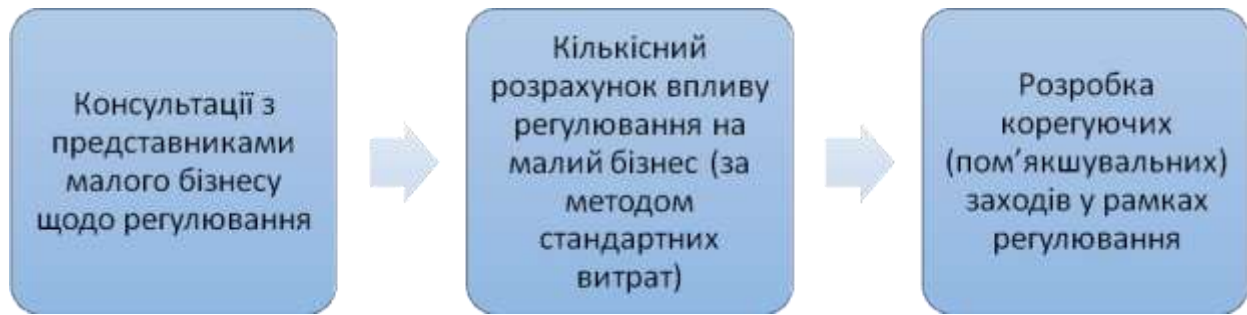 Консультації з
представниками
малого бізнесу
щодо регулювання
Кількісний
розрахунок впливу
регулювання на
малий бізнес (за
методом
стандартних
витрат)
Розробка
корегуючих
(пом’якшувальних)
заходів у рамках
регулювання